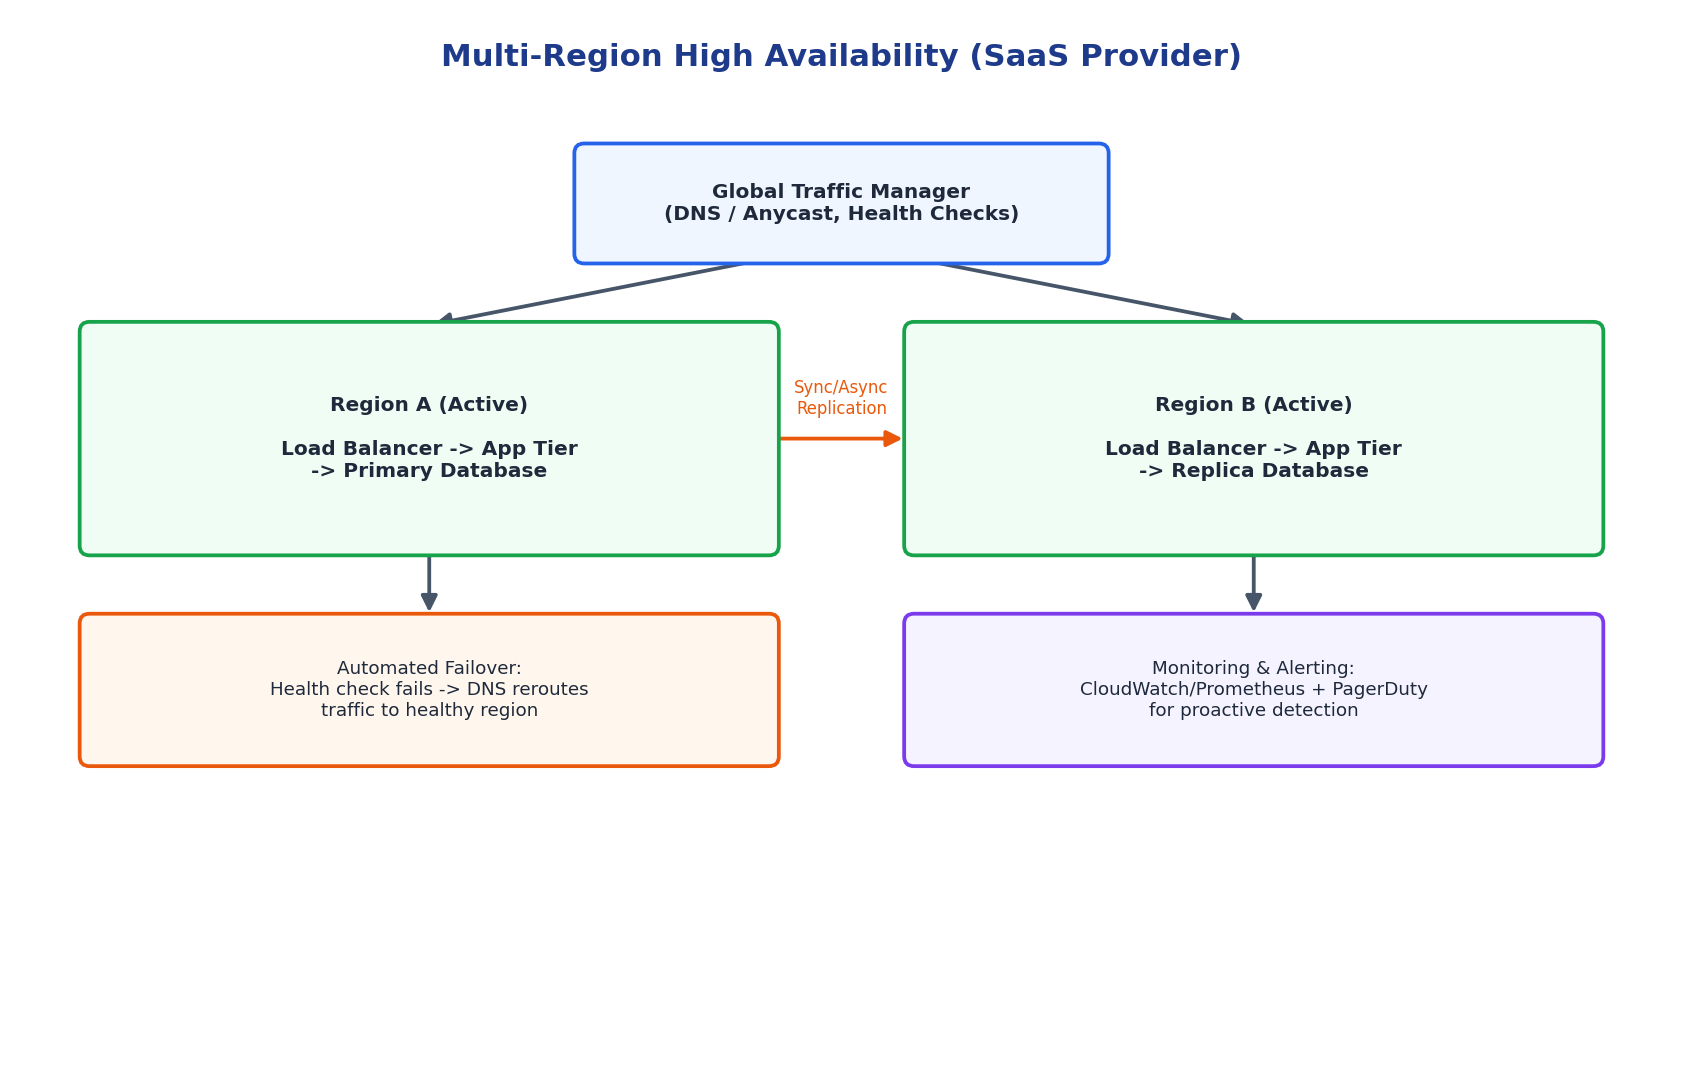 Multi-Region High Availability (SaaS Provider)
Global Traffic Manager
(DNS / Anycast, Health Checks)
Region A (Active)
Load Balancer -> App Tier
-> Primary Database
Sync/Async
Replication
Region B (Active)
Load Balancer -> App Tier
-> Replica Database
Automated Failover:
Health check fails -> DNS reroutes
traffic to healthy region
Monitoring & Alerting:
CloudWatch/Prometheus + PagerDuty
for proactive detection